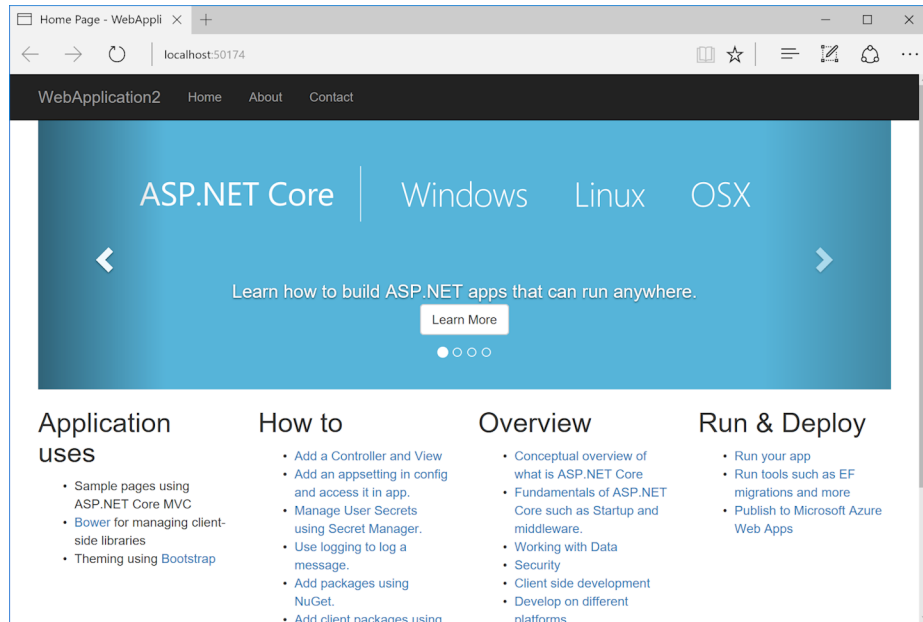 Home Page - WebAppli
localhost:50174
WebApplication2 Home About Contact
ASP.NET Core Windows Linux OSX
Learn how to build ASP.NET apps that can run anywhere.
Learn More
Application
uses
Sample pages using
ASP.NET Core MVC
Bower for managing client-
side libraries
Theming using Bootstrap
How to
Add a Controller and View
Add an appsetting in config
and access it in app.
Manage User Secrets
using Secret Manager.
Use logging to log a
message.
Add packages using
NuGet.
Add client packages using
Overview
Conceptual overview of
what is ASP.NET Core
Fundamentals of ASP.NET
Core such as Startup and
middleware.
Working with Data
Security
Client side development
Develop on different
platforms
Run & Deploy
Run your app
Run tools such as EF
migrations and more
Publish to Microsoft Azure
Web Apps